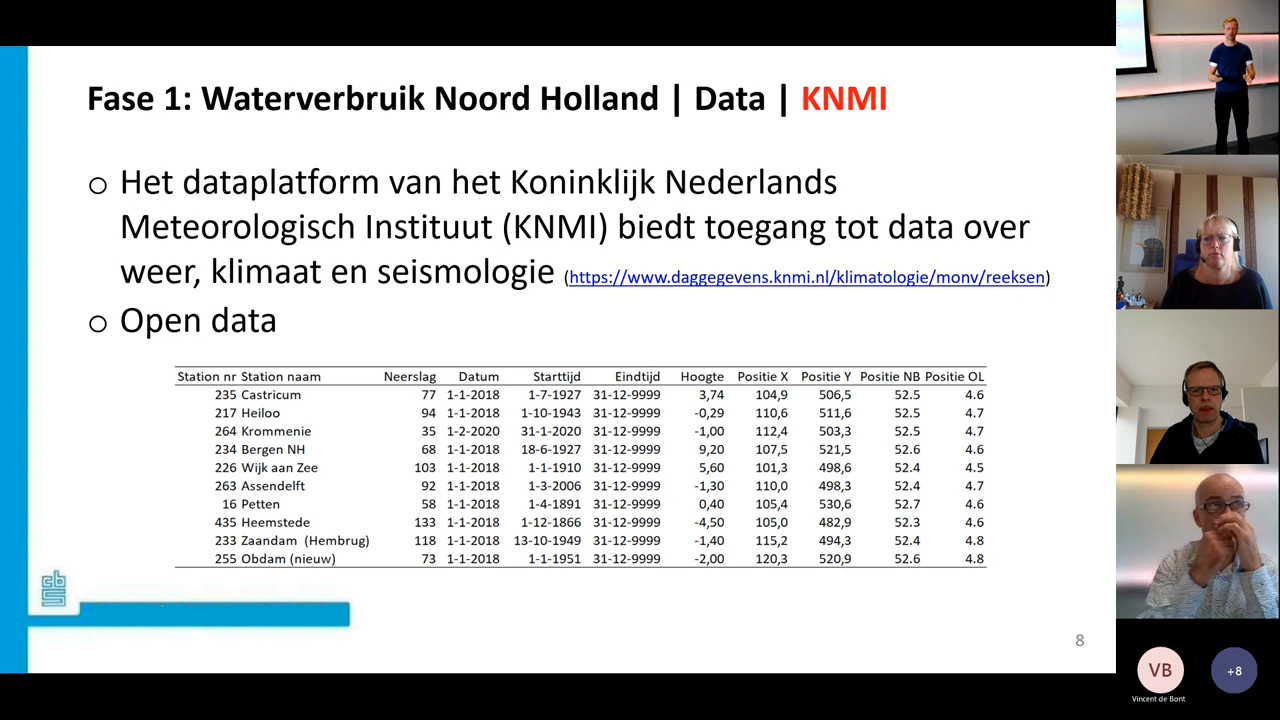 Fase 1: Waterverbruik Noord Holland | Data | KNMI
o Het dataplatform van het Koninklijk Nederlands
Meteorologisch Instituut (KNMI) biedt toegang tot data over
weer, klimaat en seismologie (https://www.daggegevens.knmi.nl/klimatologie/monv/reeksen)
o Open data
Station nr Station naam Neerslag Datum Starttijd Eindtijd Hoogte Positie X Positie Y Positie NB Positie OL
235 Castricum 77 1-1-2018 1-7-1927 31-12-9999 3,74 104,9 506,5 52.5 4.6
217 Heiloo 94 1-1-2018 1-10-1943 31-12-9999 -0,29 110,6 511,6 52.5 4.7
264 Krommenie 35 1-2-2020 31-1-2020 31-12-9999 -1,00 112,4 503,3 52.5 4.7
234 Bergen NH 68 1-1-2018 18-6-1927 31-12-9999 9,20 107,5 521,5 52.6 4.6
226 Wijk aan Zee 103 1-1-2018 1-1-1910 31-12-9999 5,60 101,3 498,6 52.4 4.5
263 Assendelft 92 1-1-2018 1-3-2006 31-12-9999 -1,30 110,0 498,3 52.4 4.7
16 Petten 58 1-1-2018 1-4-1891 31-12-9999 0,40 105,4 530,6 52.7 4.6
435 Heemstede 133 1-1-2018 1-12-1866 31-12-9999 -4,50 105,0 482,9 52.3 4.6
233 Zaandam (Hembrug) 118 1-1-2018 13-10-1949 31-12-9999 -1,40 115,2 494,3 52.4 4.8
255 Obdam (nieuw) 73 1-1-2018 1-1-1951 31-12-9999 -2,00 120,3 520,9 52.6 4.8
cbs
8
VB
+8
Vincent de Bont